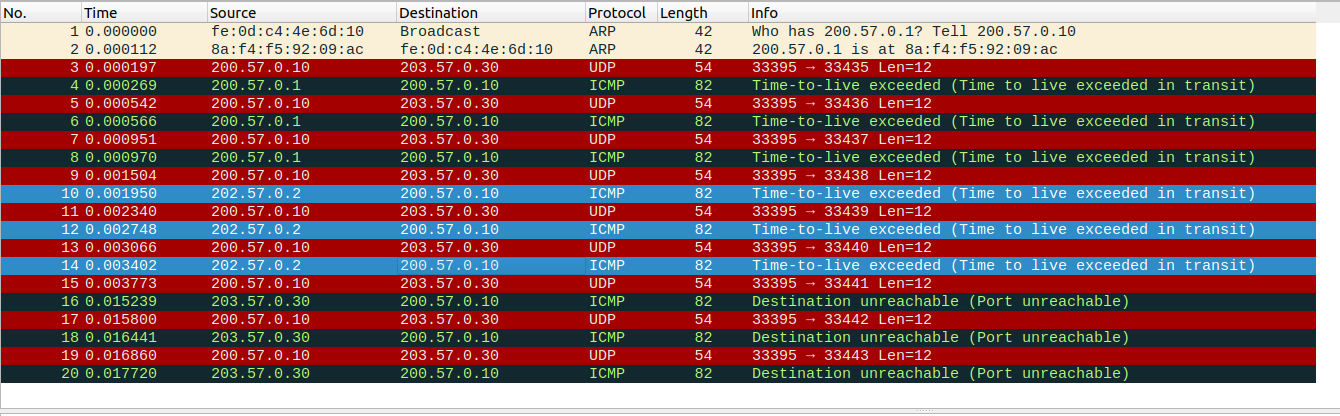 No. Time Source Destination Protocol Length Info
1 0.000000 fe:0d:c4:4e:6d:10 Broadcast ARP 42 Who has 200.57.0.1? Tell 200.57.0.10
2 0.000112 8a:f4:f5:92:09:ac fe:0d:c4:4e:6d:10 ARP 42 200.57.0.1 is at 8a:f4:f5:92:09:ac
3 0.000197 200.57.0.10 203.57.0.30 UDP 54 33395 → 33435 Len=12
4 0.000269 200.57.0.1 200.57.0.10 ICMP 82 Time-to-live exceeded (Time to live exceeded in transit)
5 0.000542 200.57.0.10 203.57.0.30 UDP 54 33395 → 33436 Len=12
6 0.000566 200.57.0.1 200.57.0.10 ICMP 82 Time-to-live exceeded (Time to live exceeded in transit)
7 0.000951 200.57.0.10 203.57.0.30 UDP 54 33395 → 33437 Len=12
8 0.000970 200.57.0.1 200.57.0.10 ICMP 82 Time-to-live exceeded (Time to live exceeded in transit)
9 0.001504 200.57.0.10 203.57.0.30 UDP 54 33395 → 33438 Len=12
10 0.001950 202.57.0.2 200.57.0.10 ICMP 82 Time-to-live exceeded (Time to live exceeded in transit)
11 0.002340 200.57.0.10 203.57.0.30 UDP 54 33395 → 33439 Len=12
12 0.002748 202.57.0.2 200.57.0.10 ICMP 82 Time-to-live exceeded (Time to live exceeded in transit)
13 0.003066 200.57.0.10 203.57.0.30 UDP 54 33395 → 33440 Len=12
14 0.003402 202.57.0.2 200.57.0.10 ICMP 82 Time-to-live exceeded (Time to live exceeded in transit)
15 0.003773 200.57.0.10 203.57.0.30 UDP 54 33395 → 33441 Len=12
16 0.015239 203.57.0.30 200.57.0.10 ICMP 82 Destination unreachable (Port unreachable)
17 0.015800 200.57.0.10 203.57.0.30 UDP 54 33395 → 33442 Len=12
18 0.016441 203.57.0.30 200.57.0.10 ICMP 82 Destination unreachable (Port unreachable)
19 0.016860 200.57.0.10 203.57.0.30 UDP 54 33395 → 33443 Len=12
20 0.017720 203.57.0.30 200.57.0.10 ICMP 82 Destination unreachable (Port unreachable)